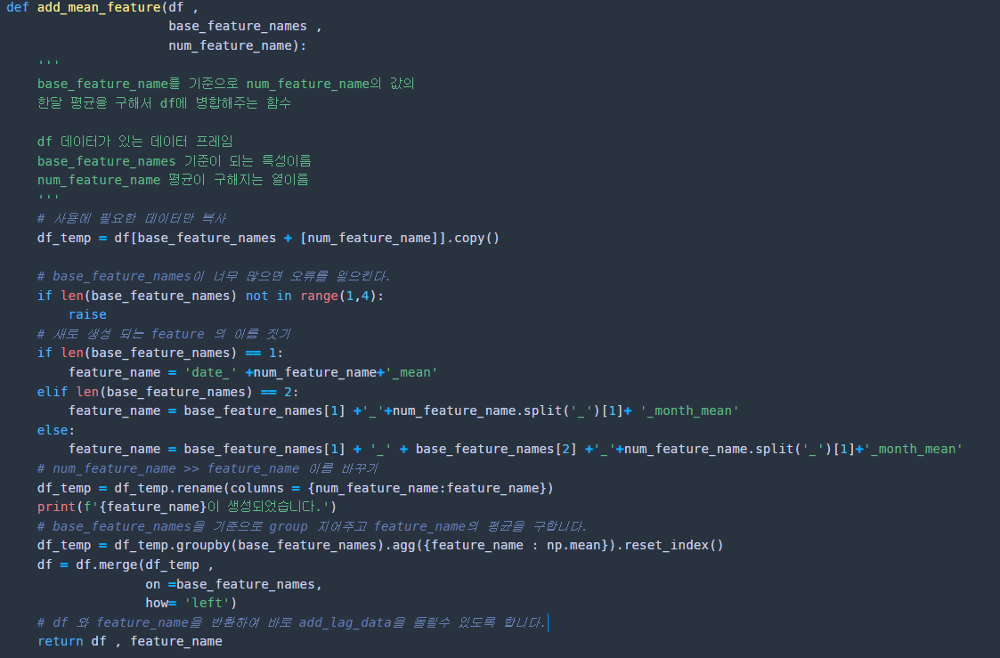 def add_mean_feature(df ,
                     base_feature_names ,
                     num_feature_name):
    '''
    base_feature_name를 기준으로 num_feature_name의 값의
    한달 평균을 구해서 df에 병합해주는 함수

    df 데이터가 있는 데이터 프레임
    base_feature_names 기준이 되는 특성이름
    num_feature_name 평균이 구해지는 열이름
    '''
    # 사용에 필요한 데이터만 복사
    df_temp = df[base_feature_names + [num_feature_name]].copy()

    # base_feature_names이 너무 많으면 오류를 일으킨다.
    if len(base_feature_names) not in range(1,4):
        raise
    # 새로 생성 되는 feature 의 이름 짓기
    if len(base_feature_names) == 1:
        feature_name = 'date_' +num_feature_name+'_mean'
    elif len(base_feature_names) == 2:
        feature_name = base_feature_names[1] +'_'+num_feature_name.split('_')[1]+ '_month_mean'
    else:
        feature_name = base_feature_names[1] + '_' + base_feature_names[2] +'_'+num_feature_name.split('_')[1]+'_month_mean'
    # num_feature_name >> feature_name 이름 바꾸기
    df_temp = df_temp.rename(columns = {num_feature_name:feature_name})
    print(f'{feature_name}이 생성되었습니다.')
    # base_feature_names을 기준으로 group 지어주고 feature_name의 평균을 구합니다.
    df_temp = df_temp.groupby(base_feature_names).agg({feature_name : np.mean}).reset_index()
    df = df.merge(df_temp ,
                  on =base_feature_names,
                  how= 'left')
    # df 와 feature_name을 반환하여 바로 add_lag_data을 돌릴수 있도록 합니다.
    return df , feature_name